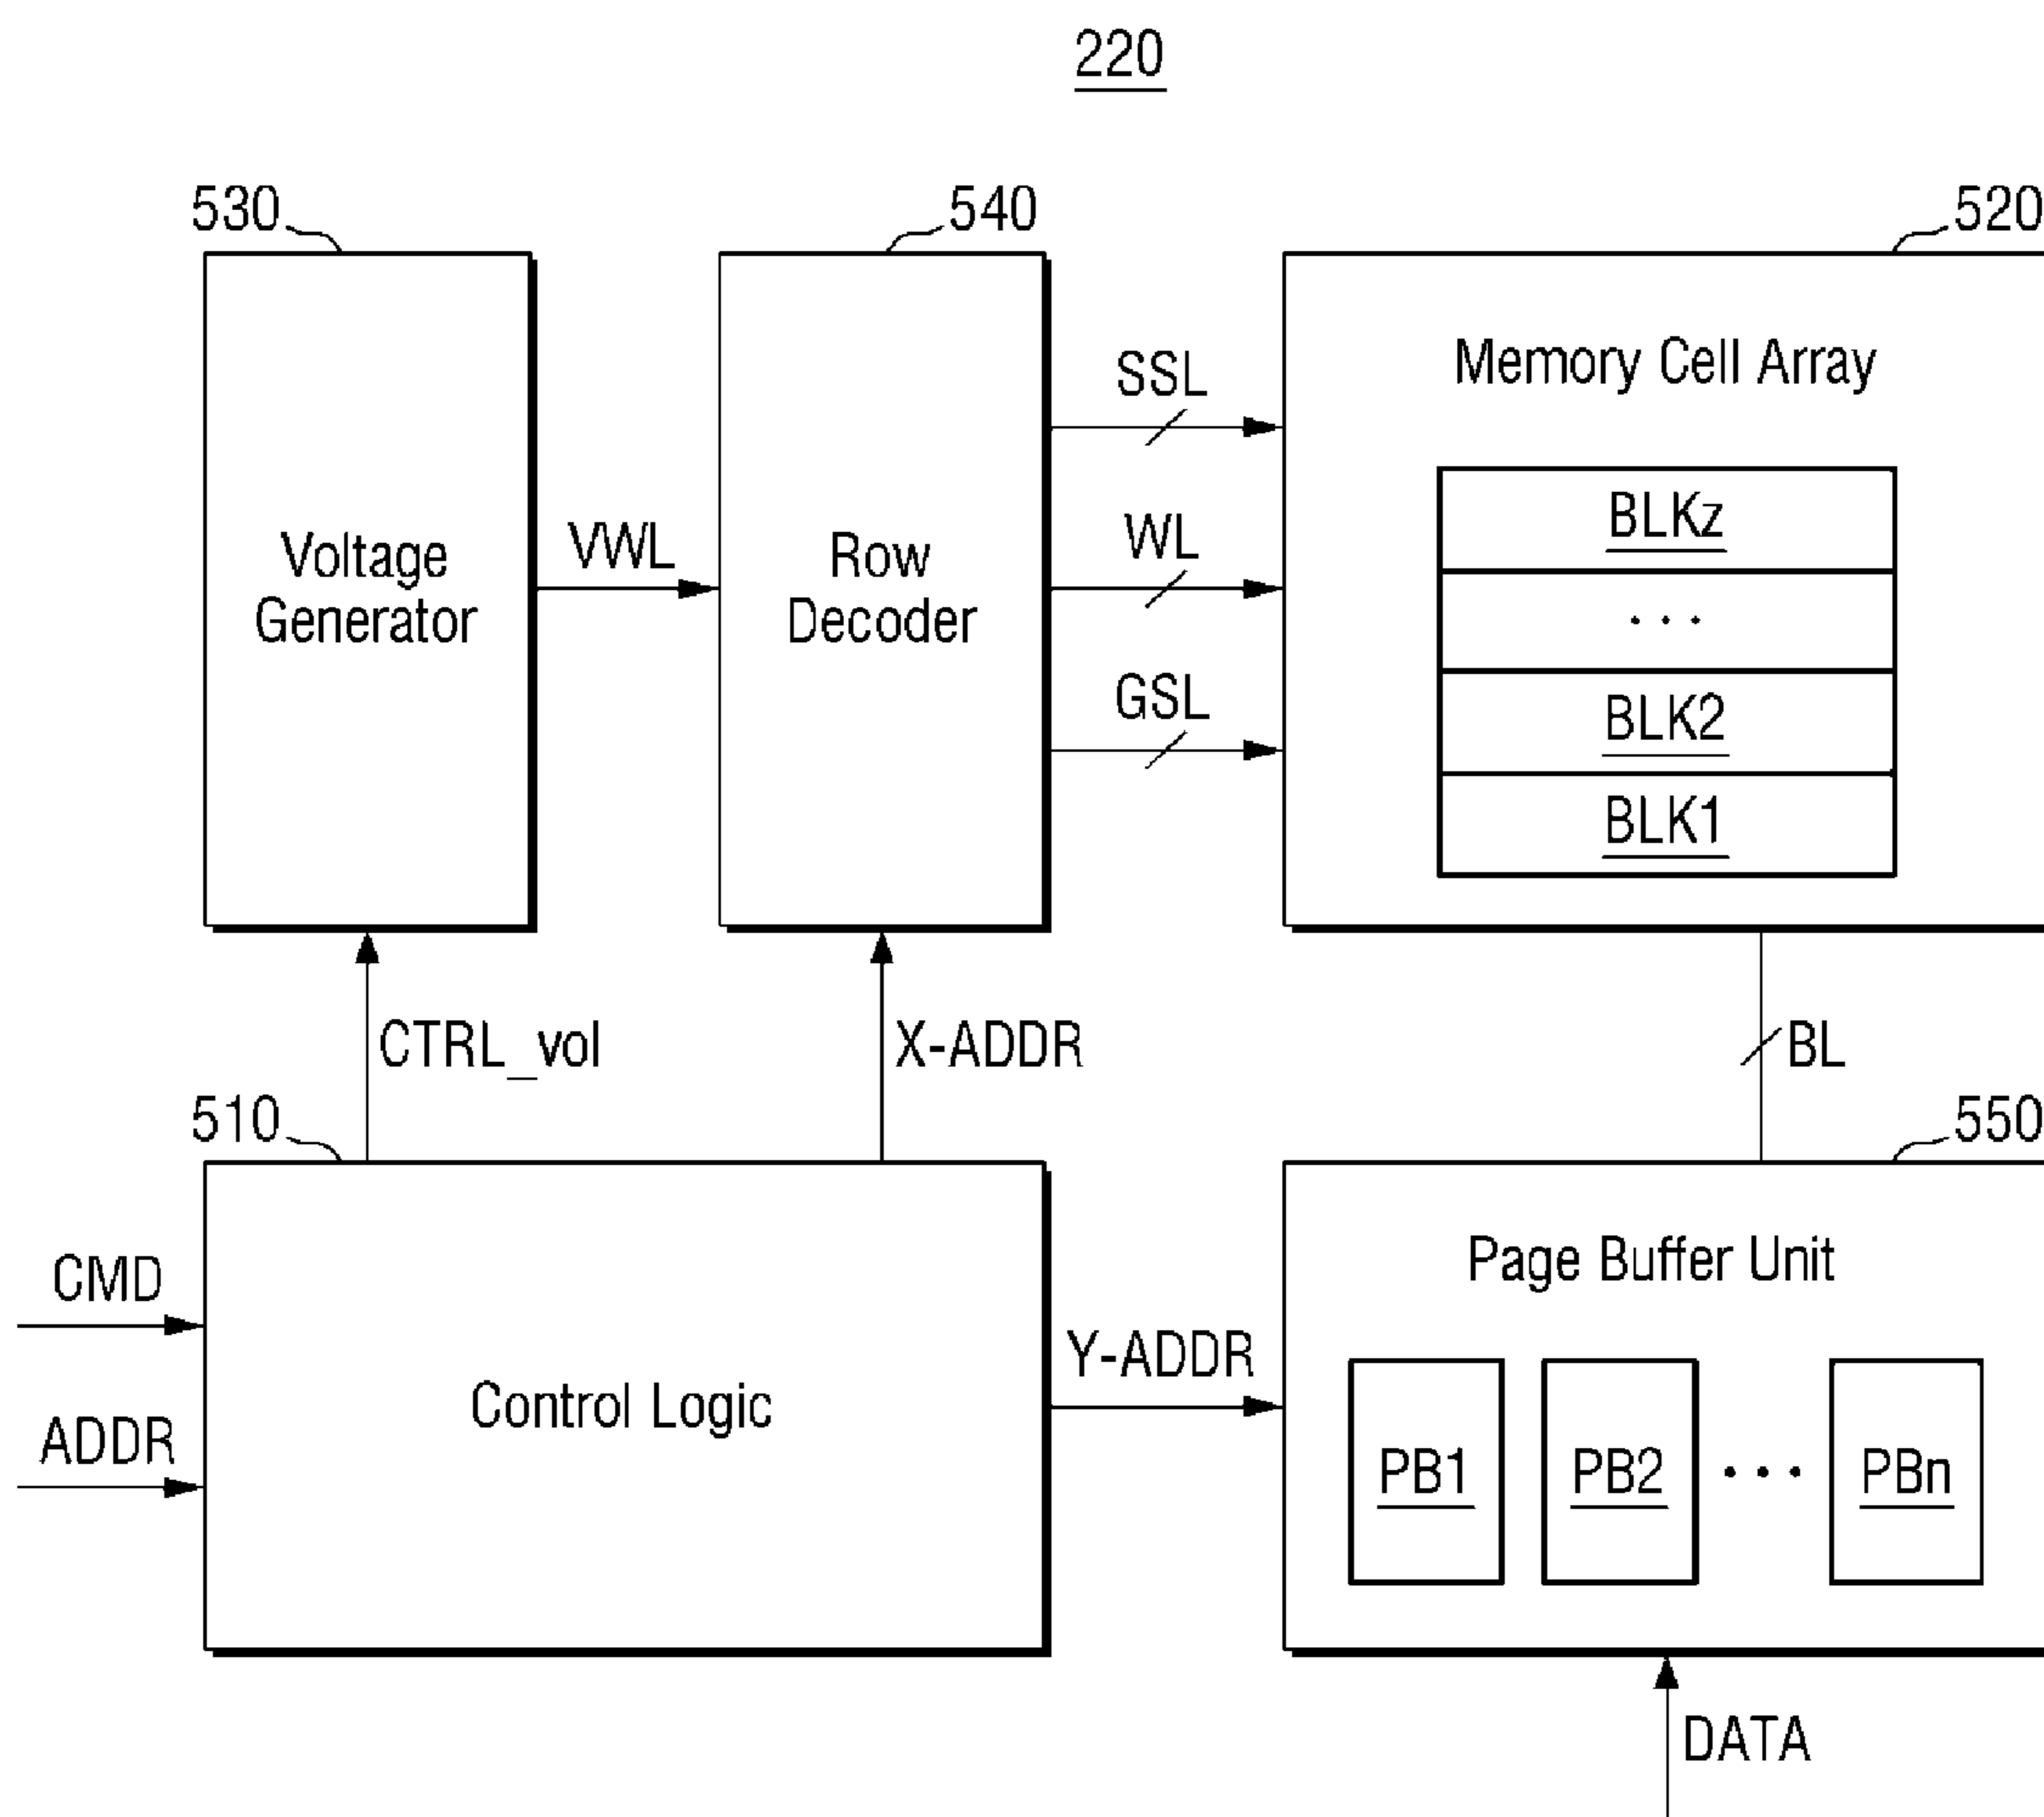 220
530
540
520
Voltage
Generator
VWL
Row
Decoder
SSL
WL
GSL
Memory Cell Array
BLKz
...
BLK2
BLK1
CTRL_vol
X-ADDR
BL
510
550
CMD
ADDR
Control Logic
Y-ADDR
Page Buffer Unit
PB1 PB2 ... PBn
DATA